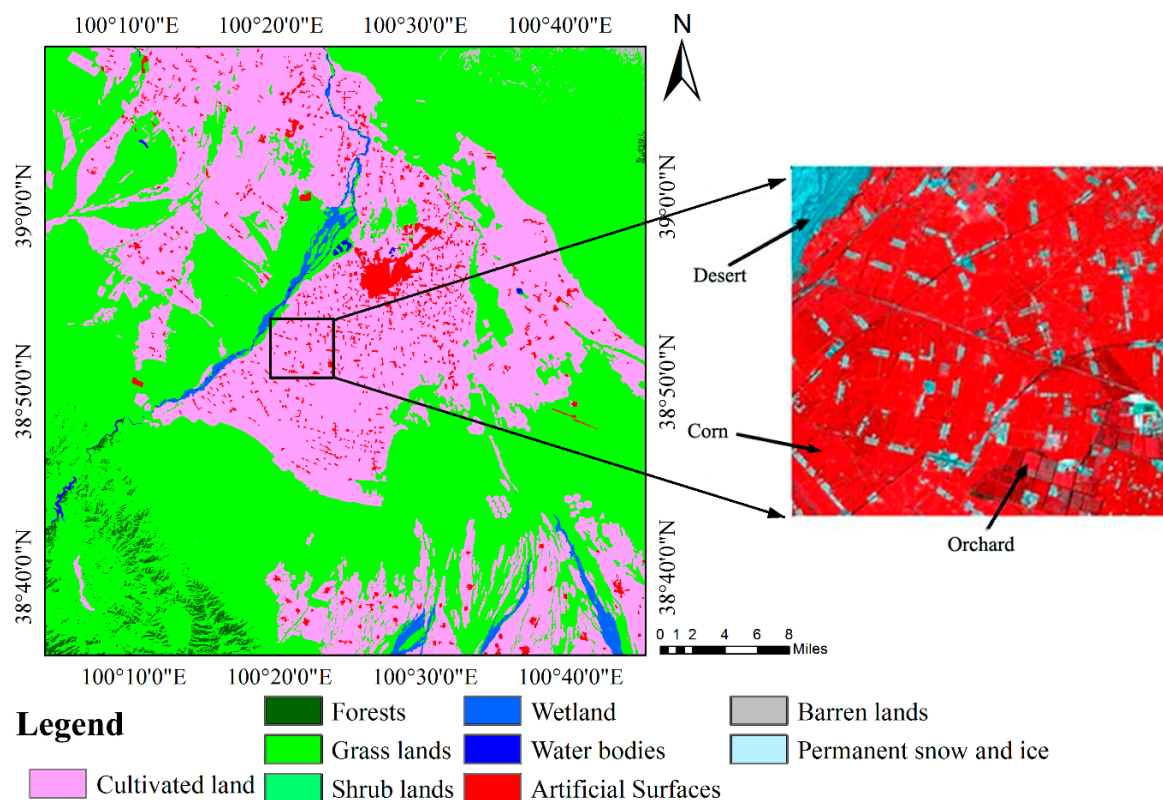 100°10'0"E 100°20'0"E 100°30'0"E 100°40'0"E
N
39°0'0"N
38°50'0"N
38°40'0"N
39°0'0"N
38°50'0"N
38°40'0"N
Desert
Corn
Orchard
0 1 2 4 6 8
Miles
100°10'0"E 100°20'0"E 100°30'0"E 100°40'0"E
Legend
Cultivated land
Forests
Grass lands
Shrub lands
Wetland
Water bodies
Artificial Surfaces
Barren lands
Permanent snow and ice